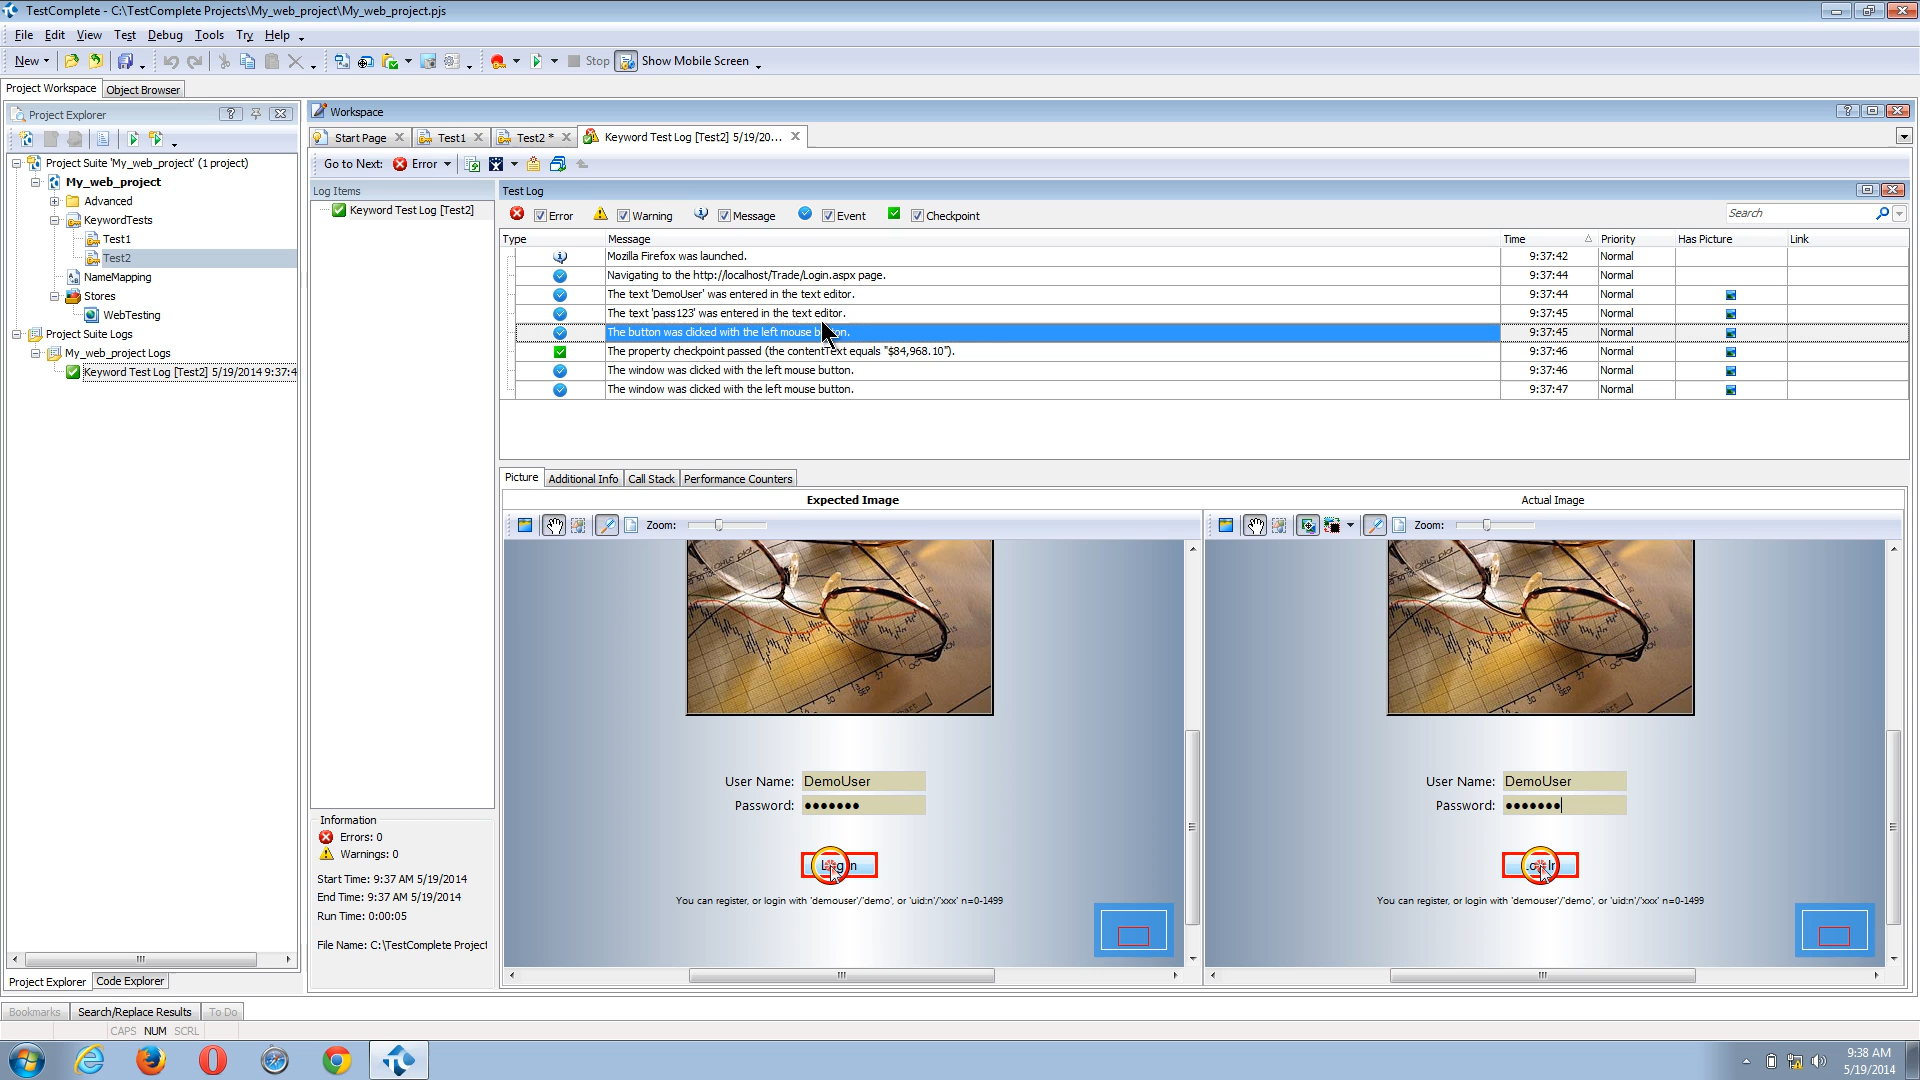 TestComplete - C:\TestComplete Projects\My_web_project\My_web_project.pjs
File Edit View Test Debug Tools Try Help
New Stop Show Mobile Screen
Project Workspace Object Browser
Project Explorer
Workspace
Start Page Test1 Test2 * Keyword Test Log [Test2] 5/19/20...
Go to Next: Error
Project Suite 'My_web_project' (1 project)
My_web_project
Advanced
KeywordTests
Test1
Test2
NameMapping
Stores
WebTesting
Project Suite Logs
My_web_project Logs
Keyword Test Log [Test2] 5/19/2014 9:37:4
Log Items
Keyword Test Log [Test2]
Test Log
Error Warning Message Event Checkpoint
Search
Type Message Time Priority Has Picture Link
Mozilla Firefox was launched. 9:37:42 Normal
Navigating to the http://localhost/Trade/Login.aspx page. 9:37:44 Normal
The text 'DemoUser' was entered in the text editor. 9:37:44 Normal
The text 'pass123' was entered in the text editor. 9:37:45 Normal
The button was clicked with the left mouse button. 9:37:45 Normal
The property checkpoint passed (the contentText equals "$84,968.10"). 9:37:46 Normal
The window was clicked with the left mouse button. 9:37:46 Normal
The window was clicked with the left mouse button. 9:37:47 Normal
Picture Additional Info Call Stack Performance Counters
Expected Image Actual Image
Zoom: Zoom:
User Name: DemoUser
Password: ●●●●●●●
You can register, or login with 'demouser'/'demo', or 'uid:n'/'xxx' n=0-1499
User Name: DemoUser
Password: ●●●●●●●
You can register, or login with 'demouser'/'demo', or 'uid:n'/'xxx' n=0-1499
Information
Errors: 0
Warnings: 0
Start Time: 9:37 AM 5/19/2014
End Time: 9:37 AM 5/19/2014
Run Time: 0:00:05
File Name: C:\TestComplete Project
Project Explorer Code Explorer
Bookmarks Search/Replace Results To Do
CAPS NUM SCRL
9:38 AM
5/19/2014